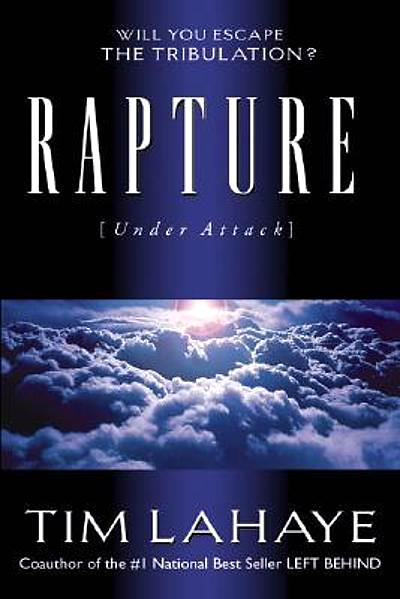 WILL YOU ESCAPE
THE TRIBULATION?
RAPTURE
[Under Attack]
TIM LAHAYE
Coauthor of the #1 National Best Seller LEFT BEHIND